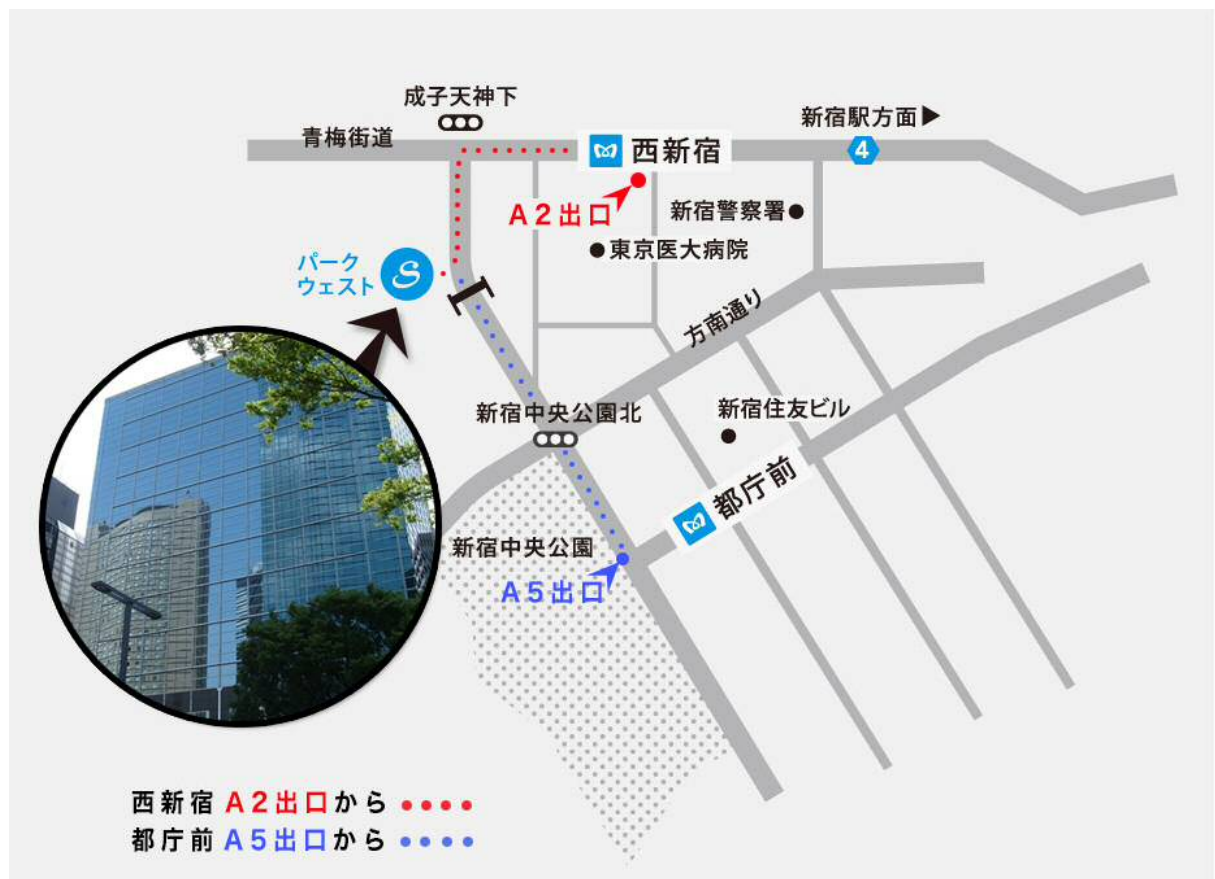 成子天神下
青梅街道
西新宿
新宿駅方面▶
4
A2出口
新宿警察署
東京医大病院
パーク
ウェスト
S
方南通り
新宿中央公園北
新宿住友ビル
都庁前
新宿中央公園
A5出口
西新宿 A2出口から
都庁前 A5出口から